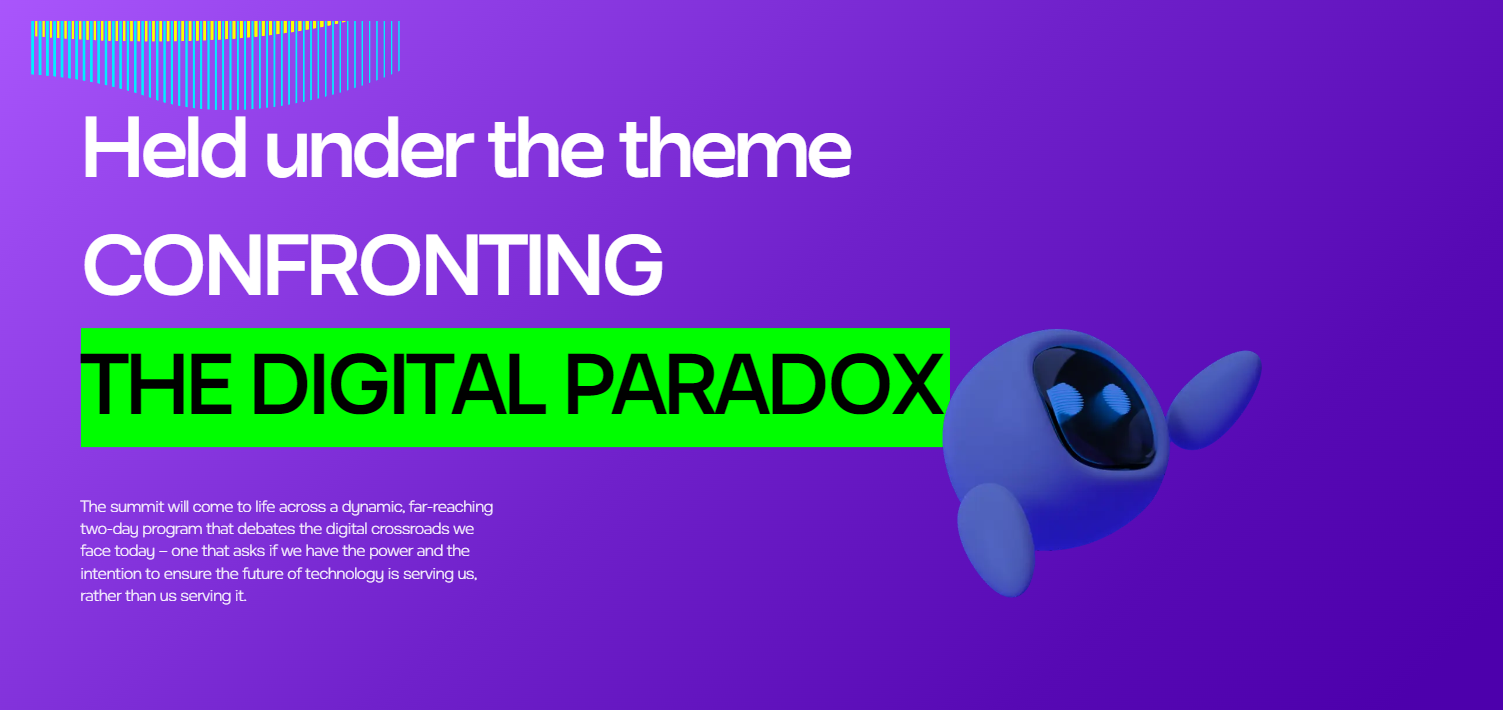 Held under the theme
CONFRONTING
THE DIGITAL PARADOX
The summit will come to life across a dynamic, far-reaching
two-day program that debates the digital crossroads we
face today – one that asks if we have the power and the
intention to ensure the future of technology is serving us,
rather than us serving it.